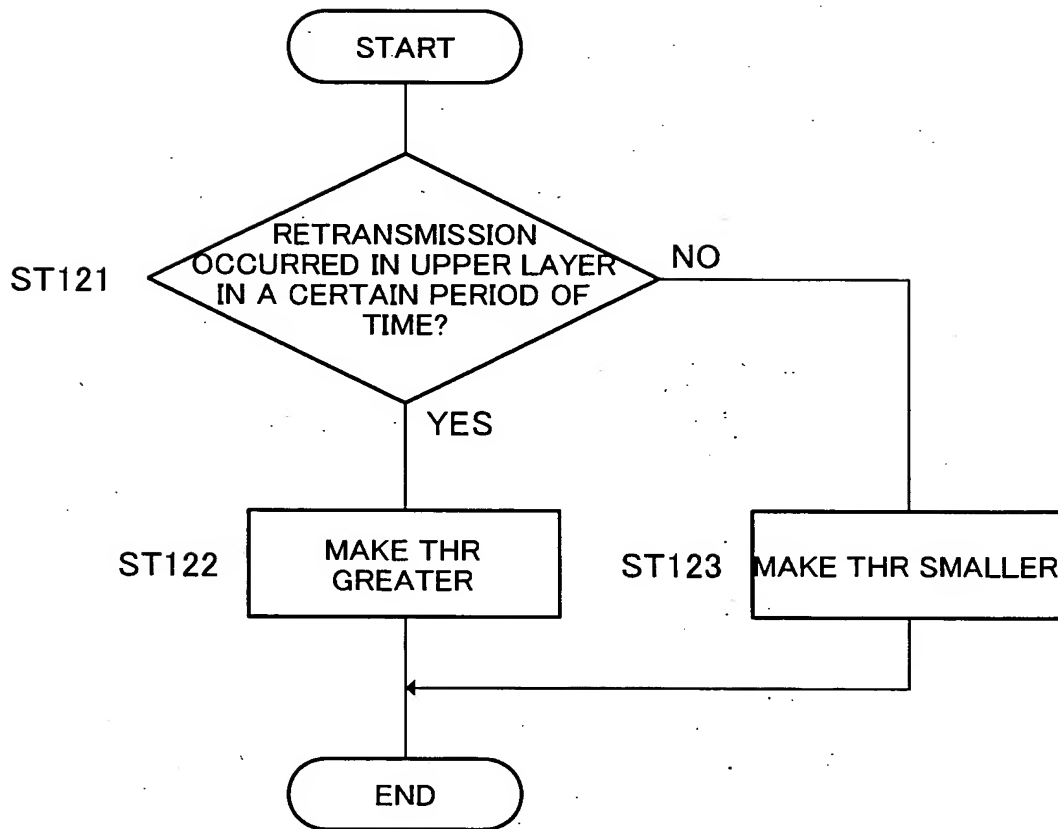 START
ST121
RETRANSMISSION
OCCURRED IN UPPER LAYER
IN A CERTAIN PERIOD OF
TIME?
NO
YES
ST122
MAKE THR
GREATER
ST123
MAKE THR SMALLER
END